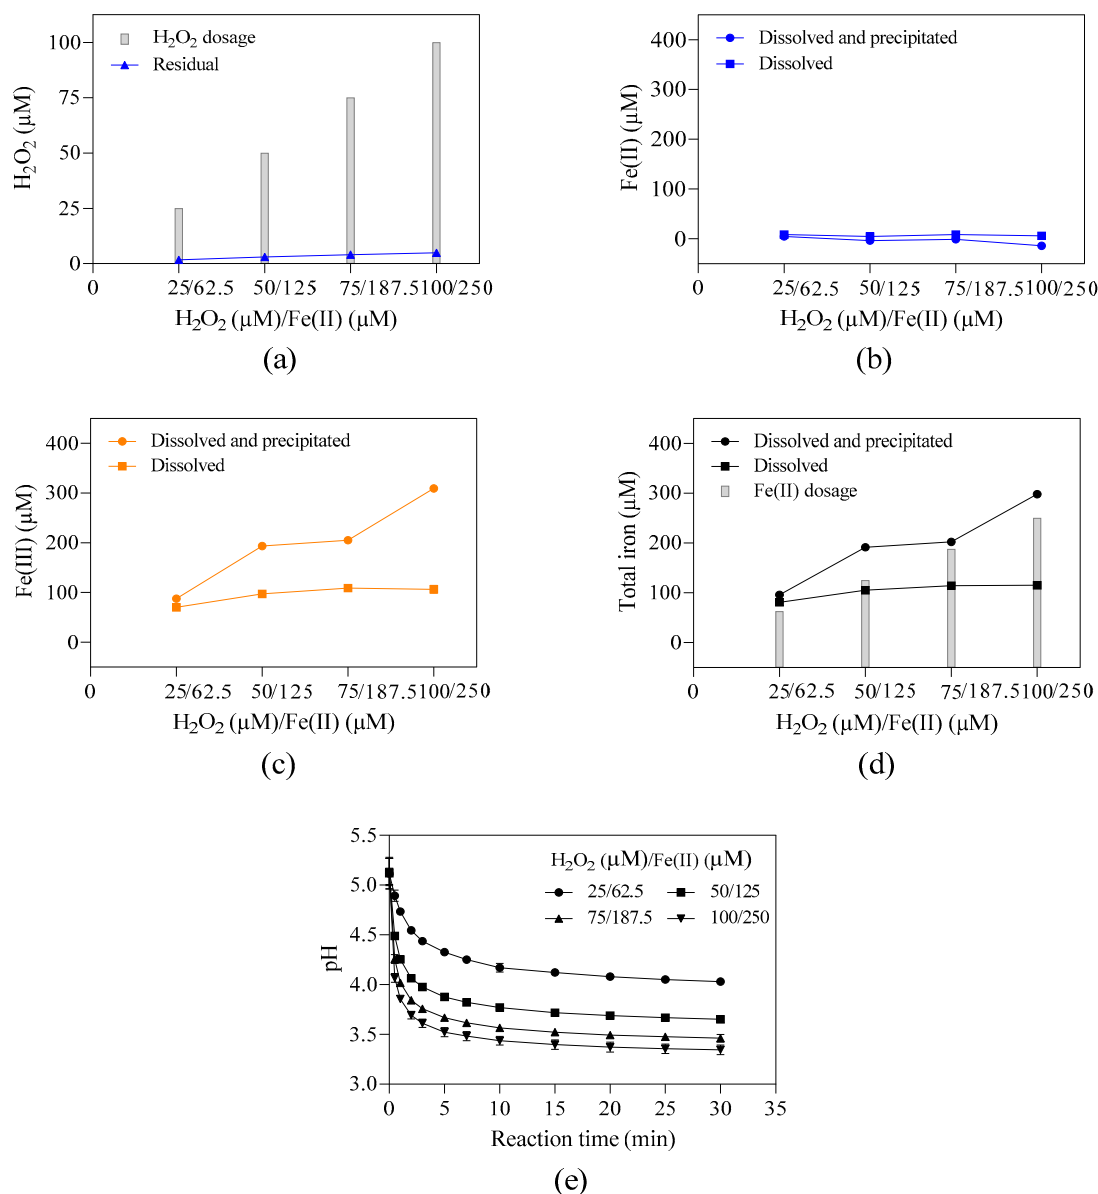 100
75
50
25
0
H₂O₂ (μM)
H₂O₂ dosage
Residual
0
25/62.5
50/125
75/187.5
100/250
H₂O₂ (μM)/Fe(II) (μM)
(a)
400
300
200
100
0
Fe(II) (μM)
Dissolved and precipitated
Dissolved
0
25/62.5
50/125
75/187.5
100/250
H₂O₂ (μM)/Fe(II) (μM)
(b)
400
300
200
100
0
Fe(III) (μM)
Dissolved and precipitated
Dissolved
0
25/62.5
50/125
75/187.5
100/250
H₂O₂ (μM)/Fe(II) (μM)
(c)
400
300
200
100
0
Total iron (μM)
Dissolved and precipitated
Dissolved
Fe(II) dosage
0
25/62.5
50/125
75/187.5
100/250
H₂O₂ (μM)/Fe(II) (μM)
(d)
5.5
5.0
4.5
4.0
3.5
3.0
pH
H₂O₂ (μM)/Fe(II) (μM)
25/62.5 50/125
75/187.5 100/250
0 5 10 15 20 25 30 35
Reaction time (min)
(e)